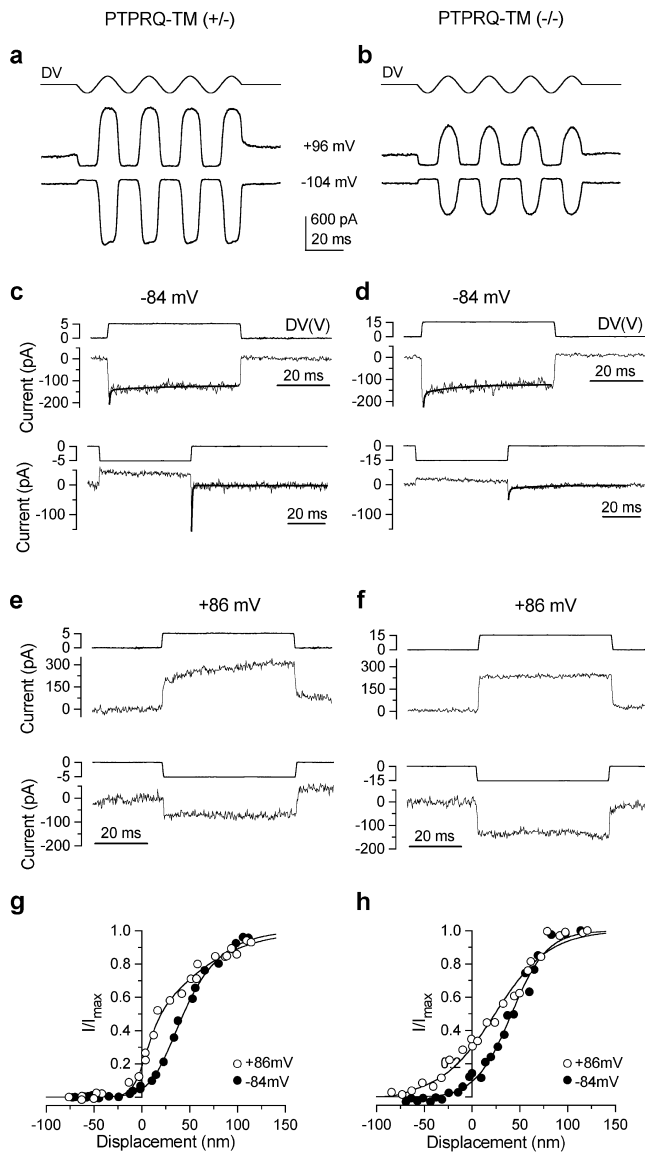 PTPRQ-TM (+/-) PTPRQ-TM (-/-)
a b
DV DV
+96 mV
-104 mV
600 pA
20 ms
c -84 mV d -84 mV
5 DV(V) 15 DV(V)
0 0
Current (pA)
0 0
-100 -100
-200 -200
20 ms 20 ms
0 0
-5 -15
Current (pA)
0 0
-100 -100
20 ms 20 ms
e +86 mV f +86 mV
5 15
0 0
Current (pA)
300 300
150 150
0 0
0 0
-5 -15
Current (pA)
0 0
-100 -100
-200 -200
20 ms 20 ms
g h
1.0 1.0
0.8 0.8
0.6 0.6
0.4 0.4
0.2 0.2
I/Imax I/Imax
+86mV +86mV
-84mV -84mV
-100 -50 0 50 100 150 -100 -50 0 50 100 150
Displacement (nm) Displacement (nm)